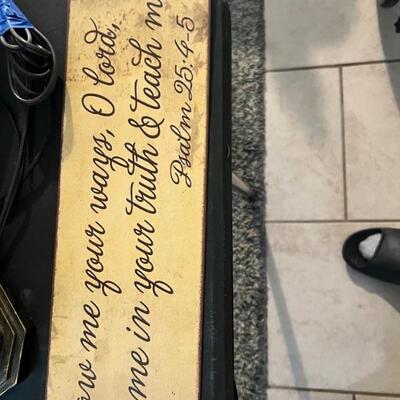 ow me your ways, O Lord,
me in your truth & teach m
Psalm 25:4-5